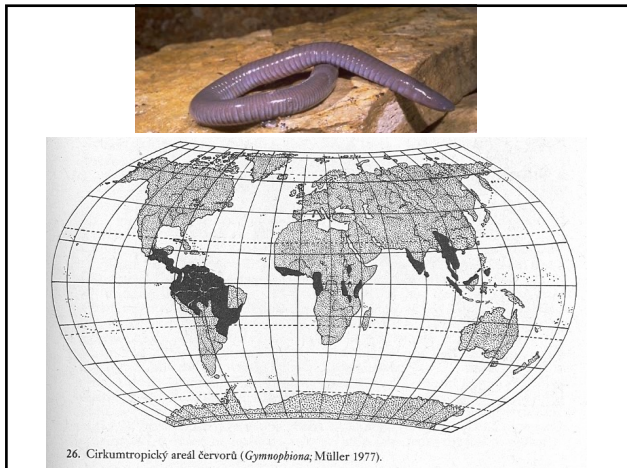 26. Cirkumtropický areál červorů (Gymnophiona; Müller 1977).